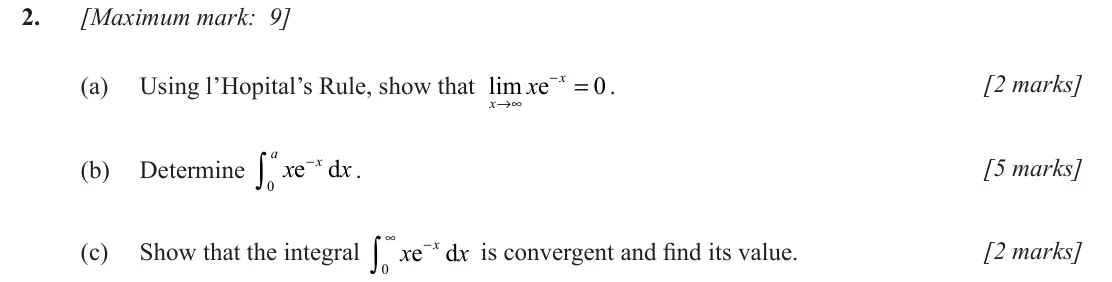 2. [Maximum mark: 9]
(a) Using l'Hopital's Rule, show that lim_{x→∞} xe^{−x} = 0. [2 marks]
(b) Determine ∫_0^a xe^{−x} dx. [5 marks]
(c) Show that the integral ∫_0^∞ xe^{−x} dx is convergent and find its value. [2 marks]